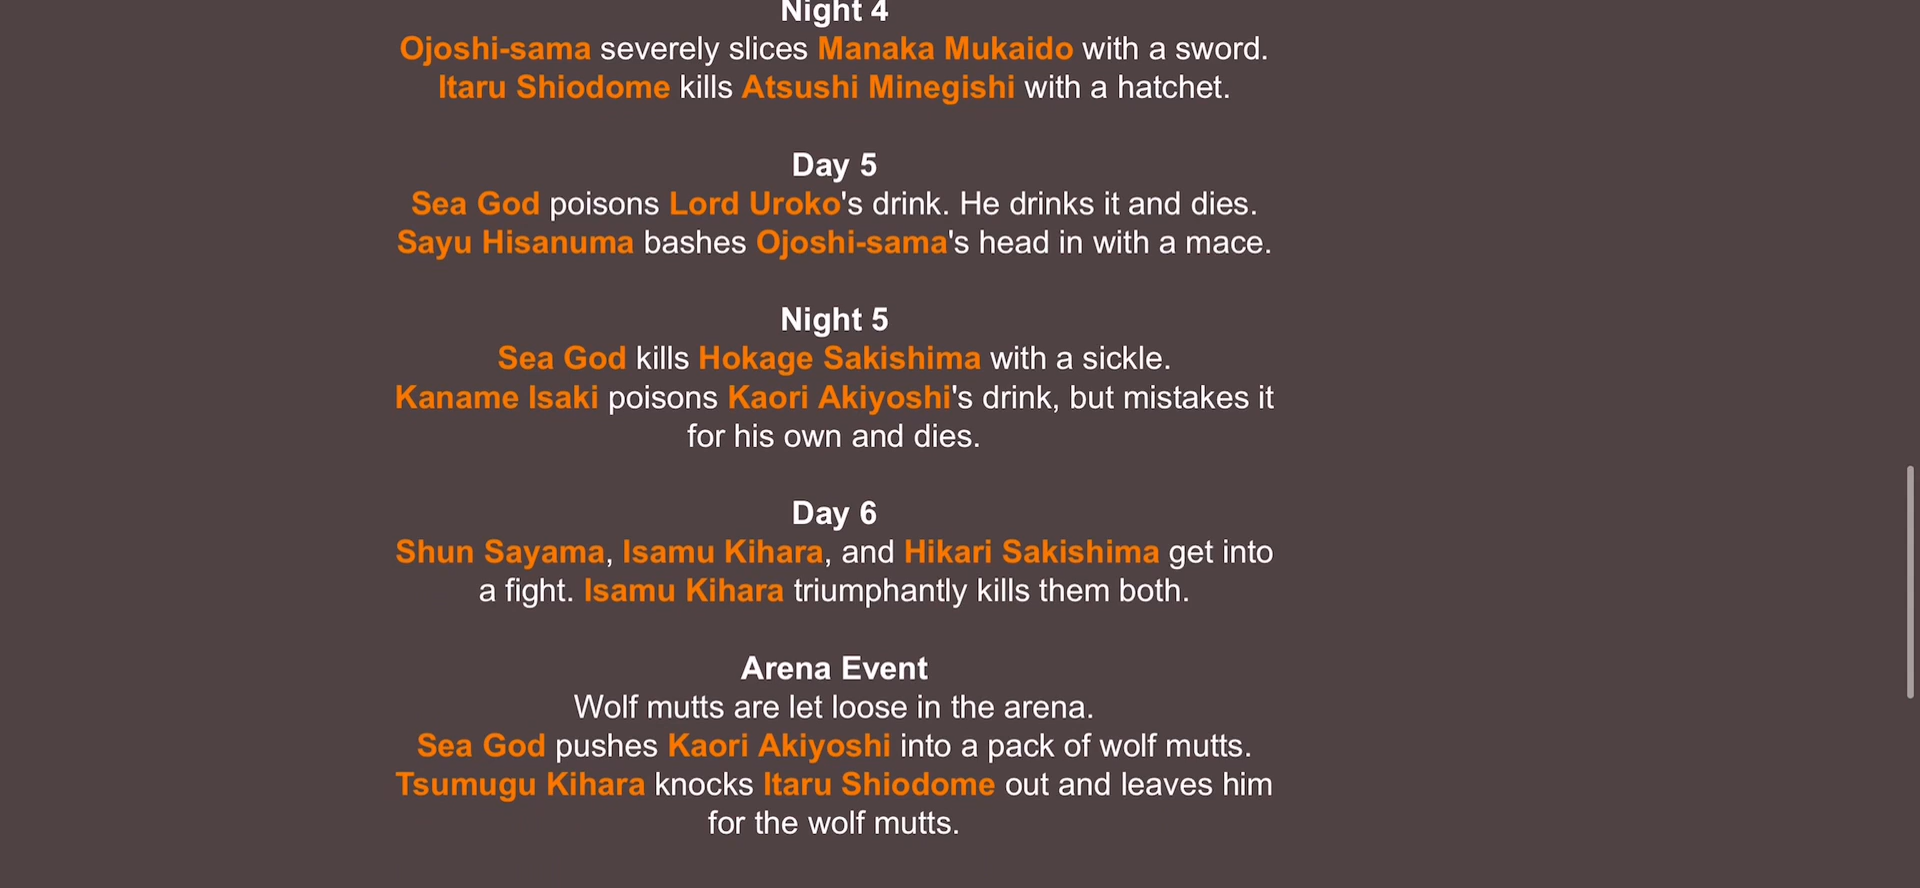 Night 4
Ojoshi-sama severely slices Manaka Mukaido with a sword.
Itaru Shiodome kills Atsushi Minegishi with a hatchet.
Day 5
Sea God poisons Lord Uroko's drink. He drinks it and dies.
Sayu Hisanuma bashes Ojoshi-sama's head in with a mace.
Night 5
Sea God kills Hokage Sakishima with a sickle.
Kaname Isaki poisons Kaori Akiyoshi's drink, but mistakes it
for his own and dies.
Day 6
Shun Sayama, Isamu Kihara, and Hikari Sakishima get into
a fight. Isamu Kihara triumphantly kills them both.
Arena Event
Wolf mutts are let loose in the arena.
Sea God pushes Kaori Akiyoshi into a pack of wolf mutts.
Tsumugu Kihara knocks Itaru Shiodome out and leaves him
for the wolf mutts.